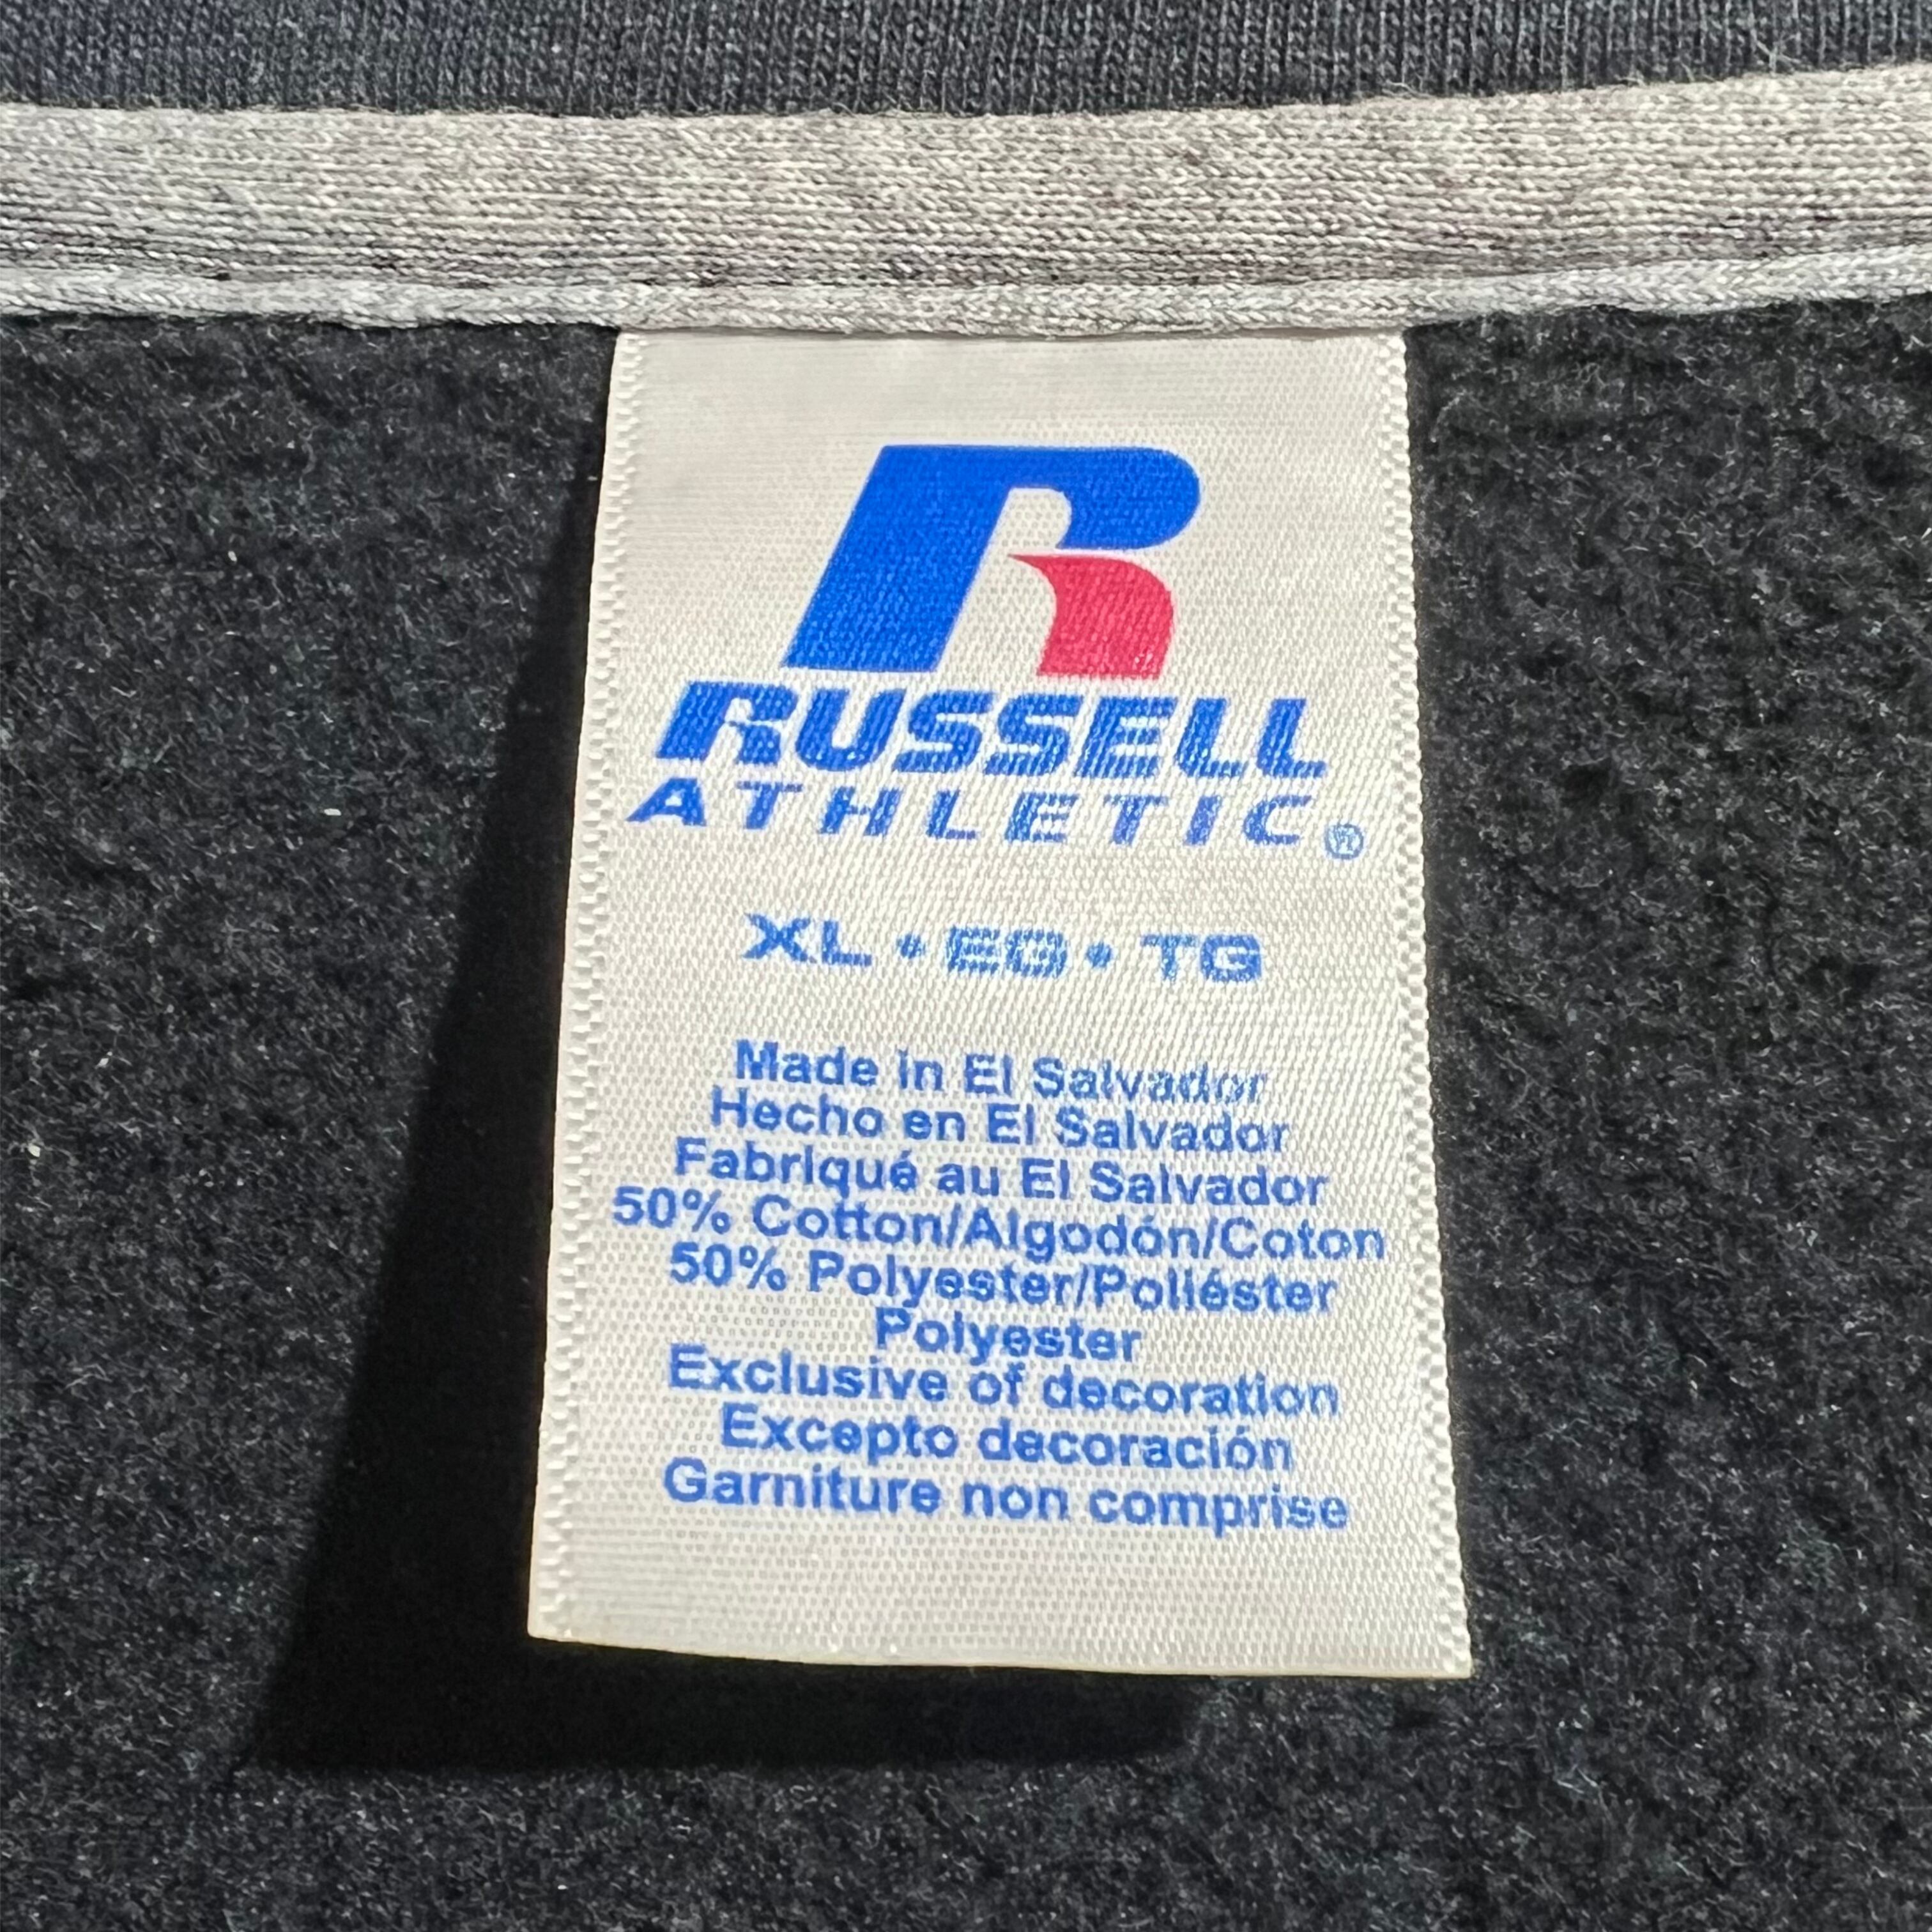 R
RUSSELL
ATHLETIC®
XL • EG • TG
Made in El Salvador
Hecho en El Salvador
Fabriqué au El Salvador
50% Cotton/Algodón/Coton
50% Polyester/Poliéster
Polyester
Exclusive of decoration
Excepto decoración
Garniture non comprise